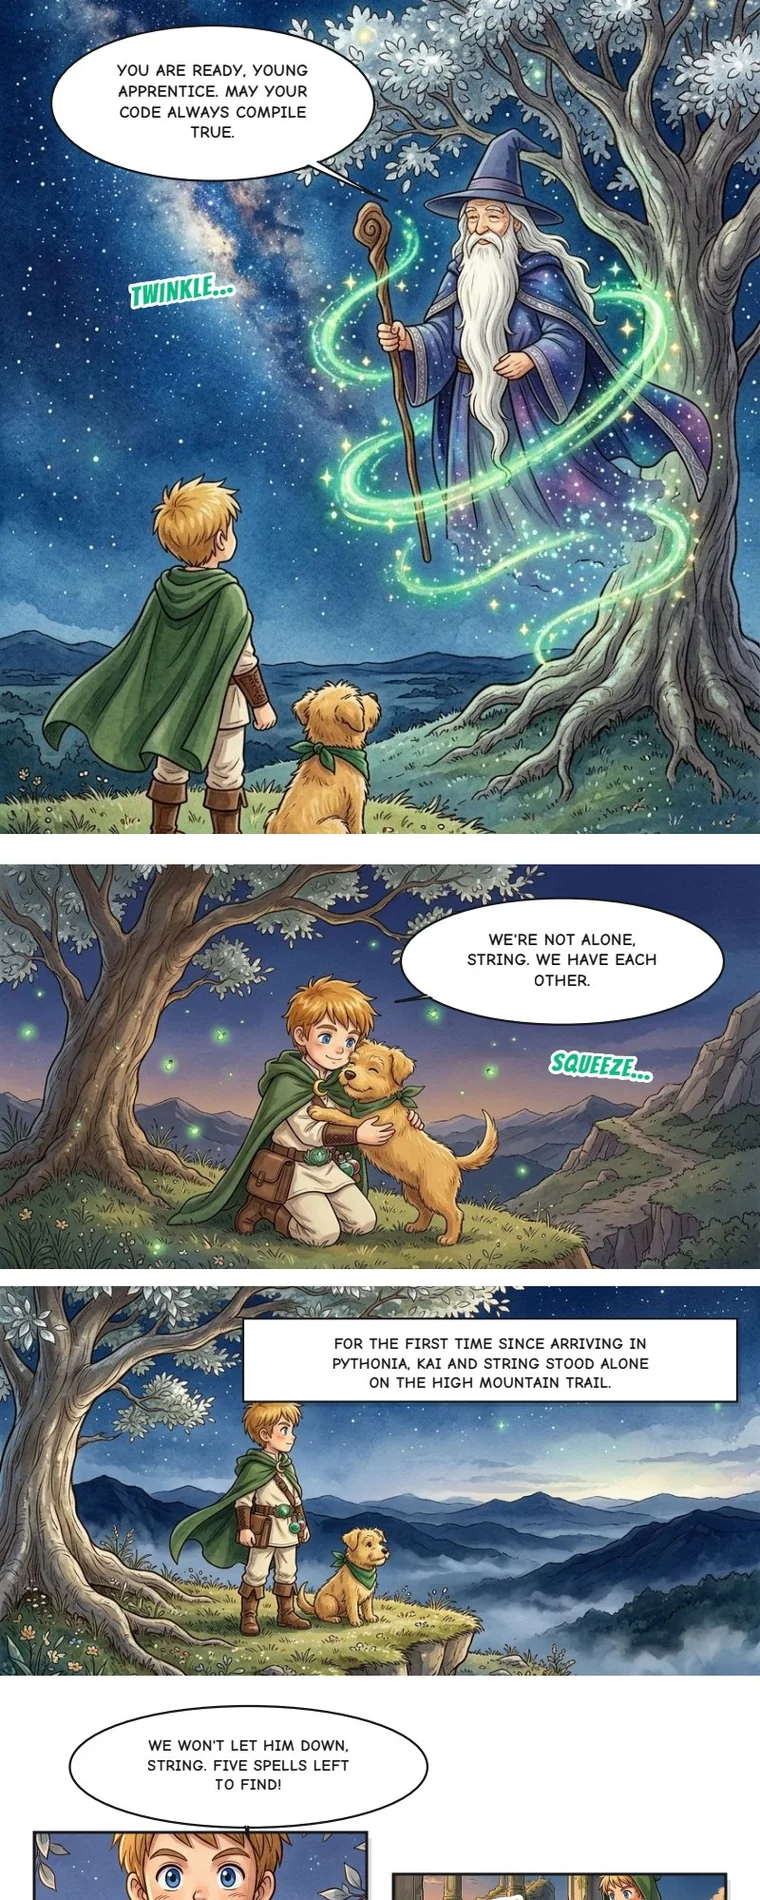 YOU ARE READY, YOUNG
APPRENTICE. MAY YOUR
CODE ALWAYS COMPILE
TRUE.
TWINKLE...
WE'RE NOT ALONE,
STRING. WE HAVE EACH
OTHER.
SQUEEZE...
FOR THE FIRST TIME SINCE ARRIVING IN
PYTHONIA, KAI AND STRING STOOD ALONE
ON THE HIGH MOUNTAIN TRAIL.
WE WON'T LET HIM DOWN,
STRING. FIVE SPELLS LEFT
TO FIND!